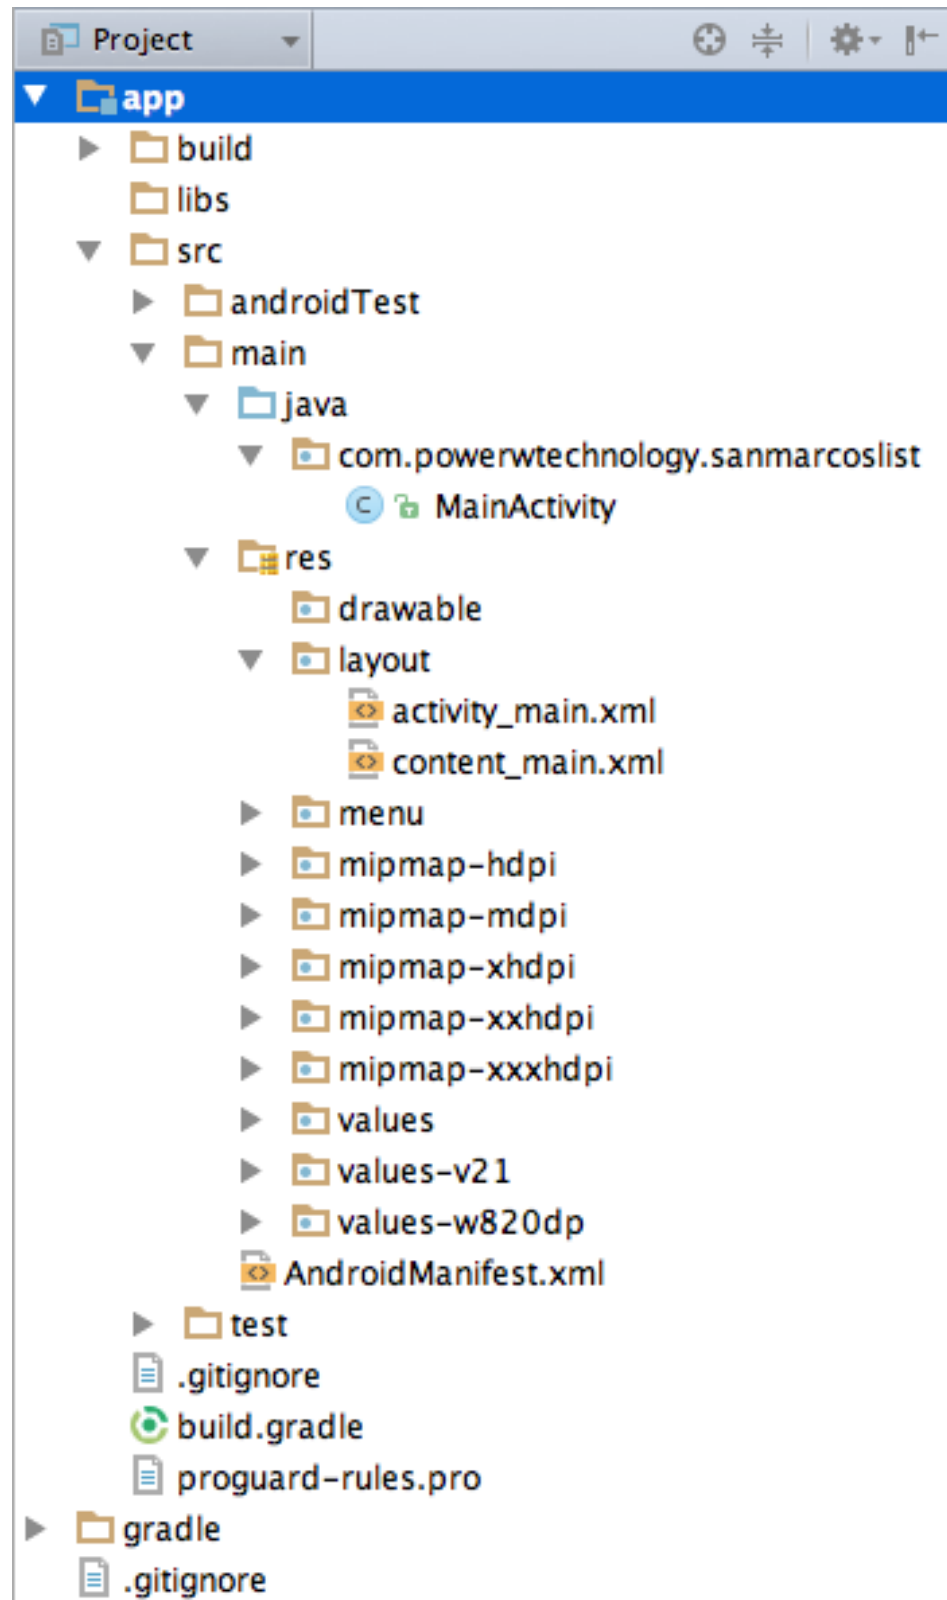 Project
app
build
libs
src
androidTest
main
java
com.powerwtechnology.sanmarcoslist
C MainActivity
res
drawable
layout
activity_main.xml
content_main.xml
menu
mipmap-hdpi
mipmap-mdpi
mipmap-xhdpi
mipmap-xxhdpi
mipmap-xxxhdpi
values
values-v21
values-w820dp
AndroidManifest.xml
test
.gitignore
build.gradle
proguard-rules.pro
gradle
.gitignore